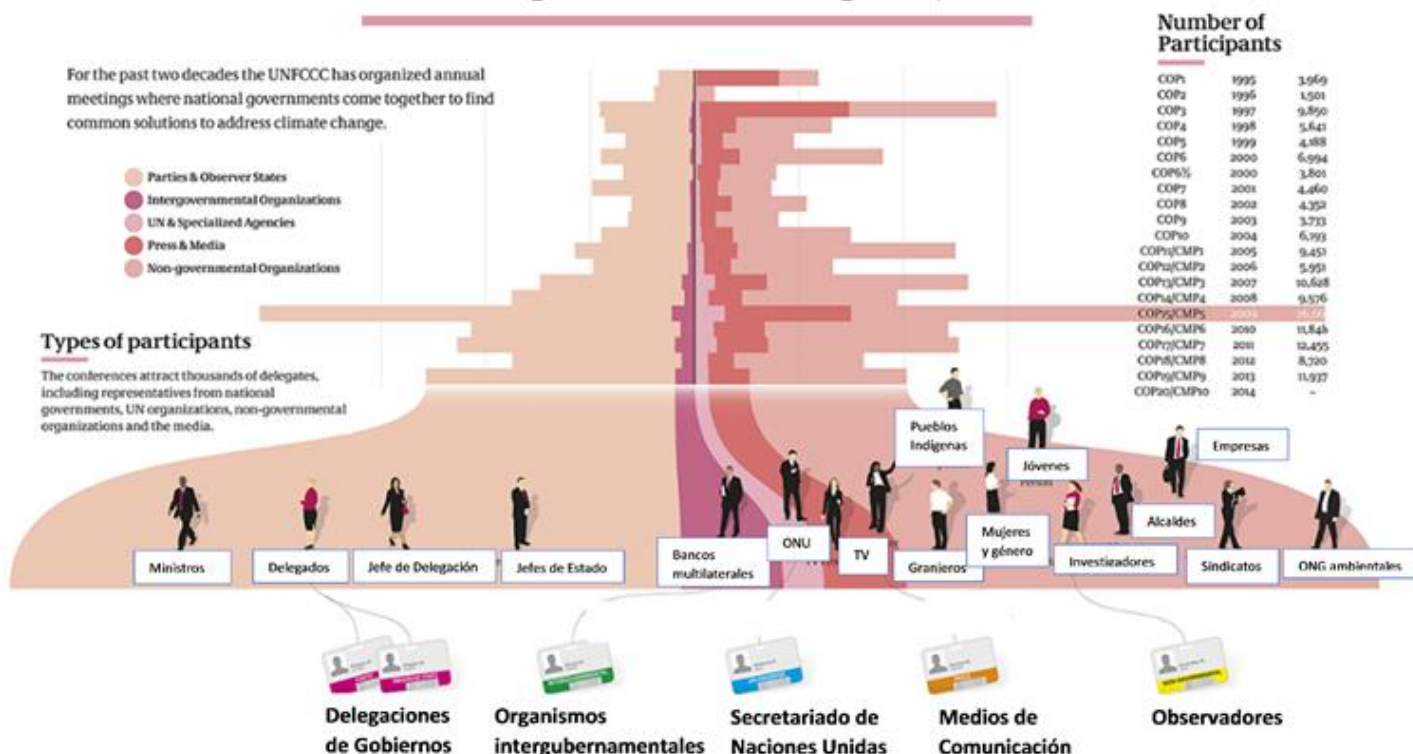 For the past two decades the UNFCCC has organized annual
meetings where national governments come together to find
common solutions to address climate change.
Parties & Observer States
Intergovernmental Organizations
UN & Specialized Agencies
Press & Media
Non-governmental Organizations
Types of participants
The conferences attract thousands of delegates,
including representatives from national
governments, UN organizations, non-governmental
organizations and the media.
Number of
Participants
COP1 1995 3,969
COP2 1996 1,501
COP3 1997 9,850
COP4 1998 5,641
COP5 1999 4,188
COP6 2000 6,994
COP6½ 2000 3,801
COP7 2001 4,460
COP8 2002 4,352
COP9 2003 3,733
COP10 2004 6,193
COP11/CMP1 2005 9,451
COP12/CMP2 2006 5,951
COP13/CMP3 2007 10,628
COP14/CMP4 2008 9,576
COP15/CMP5 2009
COP16/CMP6 2010 11,848
COP17/CMP7 2011 12,455
COP18/CMP8 2012 8,720
COP19/CMP9 2013 11,937
COP20/CMP10 2014 -
Pueblos
Indígenas
Jóvenes
Empresas
Ministros
Delegados
Jefe de Delegación
Jefes de Estado
Bancos
multilaterales
ONU
TV
Granjeros
Mujeres
y género
Investigadores
Alcaldes
Sindicatos
ONG ambientales
Delegaciones
de Gobiernos
Organismos
intergubernamentales
Secretariado de
Naciones Unidas
Medios de
Comunicación
Observadores